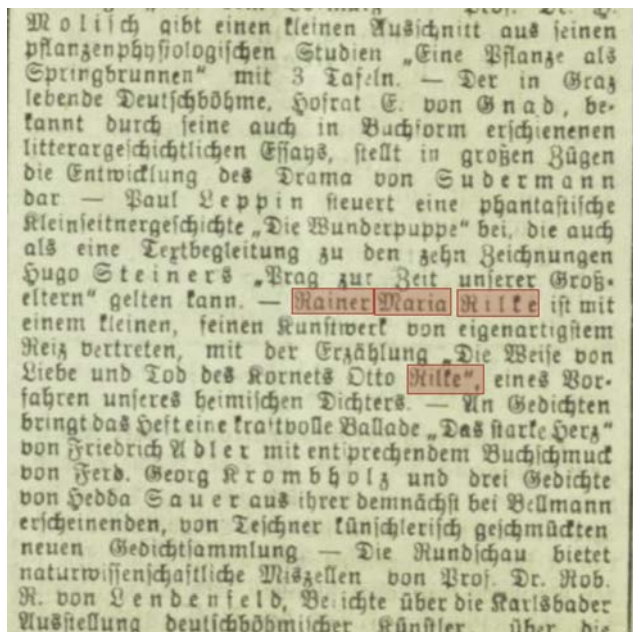 Molisch gibt einen kleinen Ausschnitt aus seinen
pflanzenphysiologischen Studien „Eine Pflanze als
Springbrunnen“ mit 3 Tafeln. — Der in Graz
lebende Deutschböhme, Hofrat E. von Gnad, be-
kannt durch seine auch in Buchform erschienenen
litterargeschichtlichen Essays, stellt in großen Zügen
die Entwicklung des Drama von Sudermann
dar — Paul Leppin steuert eine phantastische
Kleinseitnergeschichte „Die Wunderpuppe“ bei, die auch
als eine Textbegleitung zu den zehn Zeichnungen
Hugo Steiners „Prag zur Zeit unserer Groß-
eltern“ gelten kann. — Rainer Maria Rilke ist mit
einem kleinen, feinen Kunstwerk von eigenartigstem
Reiz vertreten, mit der Erzählung „Die Weise von
Liebe und Tod des Kornets Otto Rilke“, eines Vor-
fahren unseres heimischen Dichters. — An Gedichten
bringt das Heft eine kraftvolle Ballade „Das starke Herz“
von Friedrich Adler mit entsprechendem Buchschmuck
von Ferd. Georg Krombholz und drei Gedichte
von Hedda Sauer aus ihrer demnächst bei Bellmann
erscheinenden, von Teschner künschlerisch geschmückten
neuen Gedichtsammlung — Die Rundschau bietet
naturwissenschaftliche Miszellen von Prof. Dr. Rob.
R. von Lendenfeld, Berichte über die Karlsbader
Ausstellung deutschböhmischer Künstler, über die